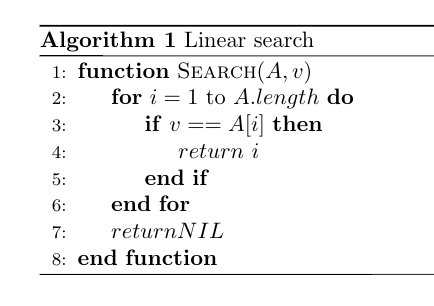 Algorithm 1 Linear search
1: function SEARCH(A, v)
2: for i = 1 to A.length do
3: if v == A[i] then
4: return i
5: end if
6: end for
7: returnNIL
8: end function